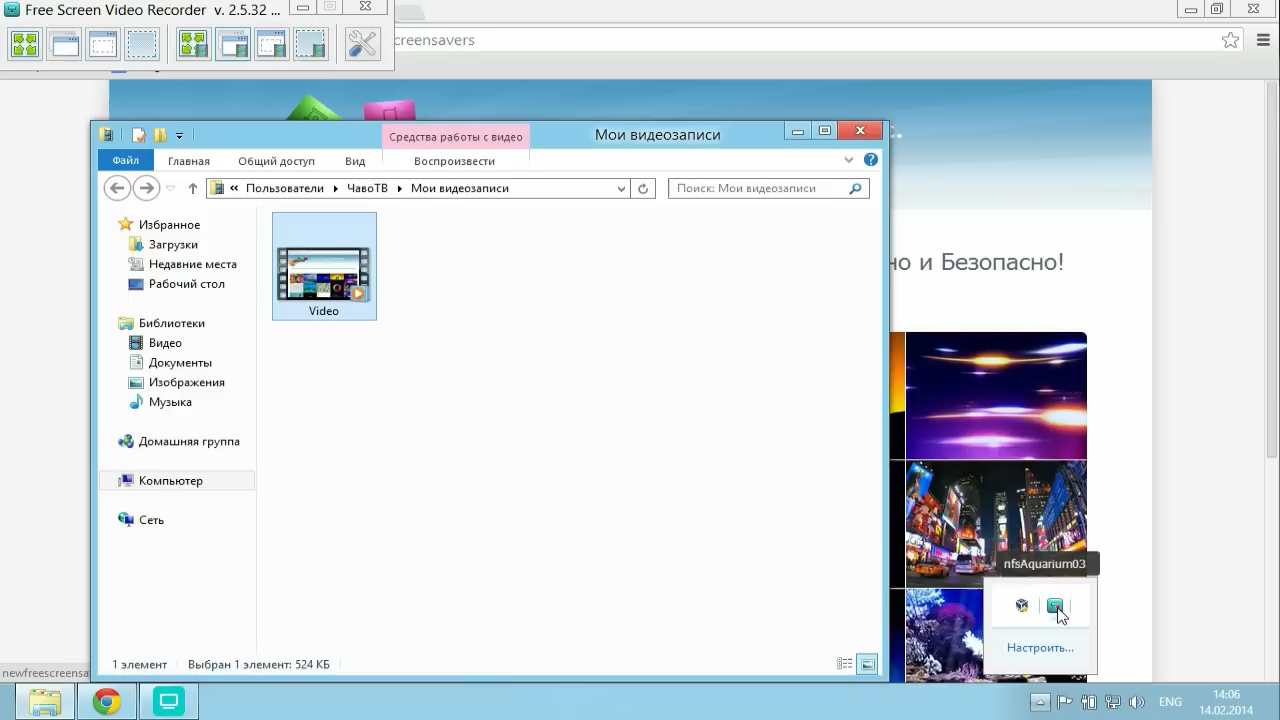 Free Screen Video Recorder v. 2.5.32 ...
creensavers
Средства работы с видео
Мои видеозаписи
Файл
Главная
Общий доступ
Вид
Воспроизвести
« Пользователи ▸ ЧавоТВ ▸ Мои видеозаписи
Поиск: Мои видеозаписи
Избранное
Загрузки
Недавние места
Рабочий стол
Библиотеки
Видео
Документы
Изображения
Музыка
Домашняя группа
Компьютер
Сеть
Video
но и Безопасно!
nfsAquarium03
Настроить...
1 элемент
Выбран 1 элемент: 524 КБ
newfreescreensa
ENG
14:06
14.02.2014